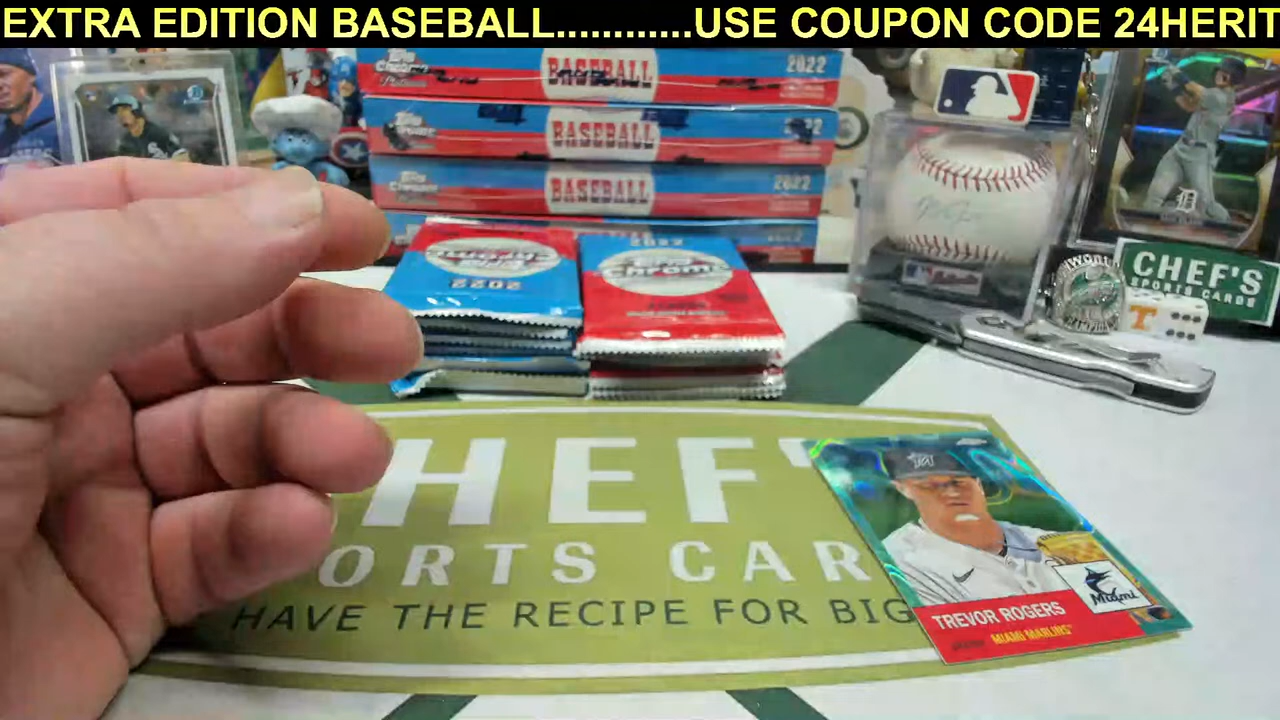 EXTRA EDITION BASEBALL............USE COUPON CODE 24HERIT
BASEBALL
2022
BASEBALL
BASEBALL
2022
2022
2022
CHEF'S
SPORTS CARDS
T
HEF'
ORTS CAR
HAVE THE RECIPE FOR BIG
TREVOR ROGERS
MIAMI MARLINS
Miami